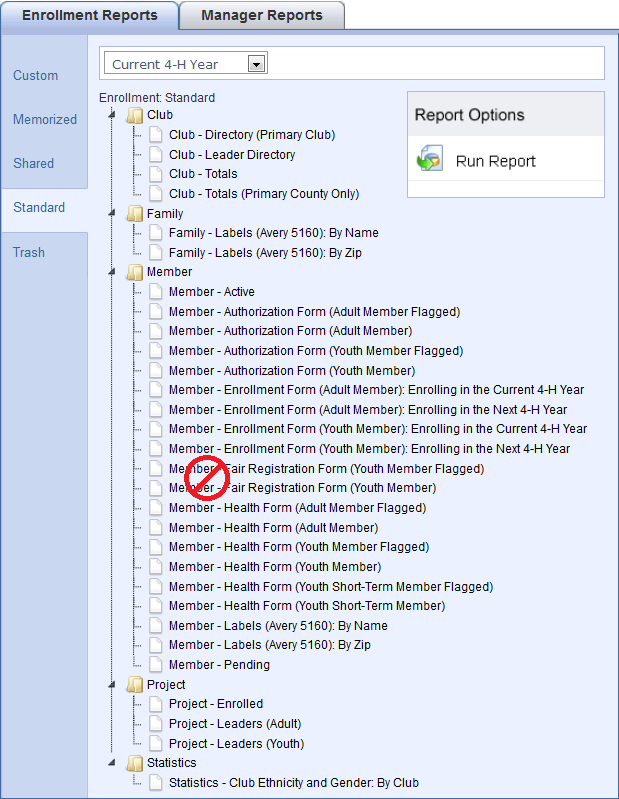 Enrollment Reports
Manager Reports
Custom
Memorized
Shared
Standard
Trash
Current 4-H Year
Enrollment: Standard
Report Options
Run Report
Club
Club - Directory (Primary Club)
Club - Leader Directory
Club - Totals
Club - Totals (Primary County Only)
Family
Family - Labels (Avery 5160): By Name
Family - Labels (Avery 5160): By Zip
Member
Member - Active
Member - Authorization Form (Adult Member Flagged)
Member - Authorization Form (Adult Member)
Member - Authorization Form (Youth Member Flagged)
Member - Authorization Form (Youth Member)
Member - Enrollment Form (Adult Member): Enrolling in the Current 4-H Year
Member - Enrollment Form (Adult Member): Enrolling in the Next 4-H Year
Member - Enrollment Form (Youth Member): Enrolling in the Current 4-H Year
Member - Enrollment Form (Youth Member): Enrolling in the Next 4-H Year
Member - Fair Registration Form (Youth Member Flagged)
Member - Fair Registration Form (Youth Member)
Member - Health Form (Adult Member Flagged)
Member - Health Form (Adult Member)
Member - Health Form (Youth Member Flagged)
Member - Health Form (Youth Member)
Member - Health Form (Youth Short-Term Member Flagged)
Member - Health Form (Youth Short-Term Member)
Member - Labels (Avery 5160): By Name
Member - Labels (Avery 5160): By Zip
Member - Pending
Project
Project - Enrolled
Project - Leaders (Adult)
Project - Leaders (Youth)
Statistics
Statistics - Club Ethnicity and Gender: By Club